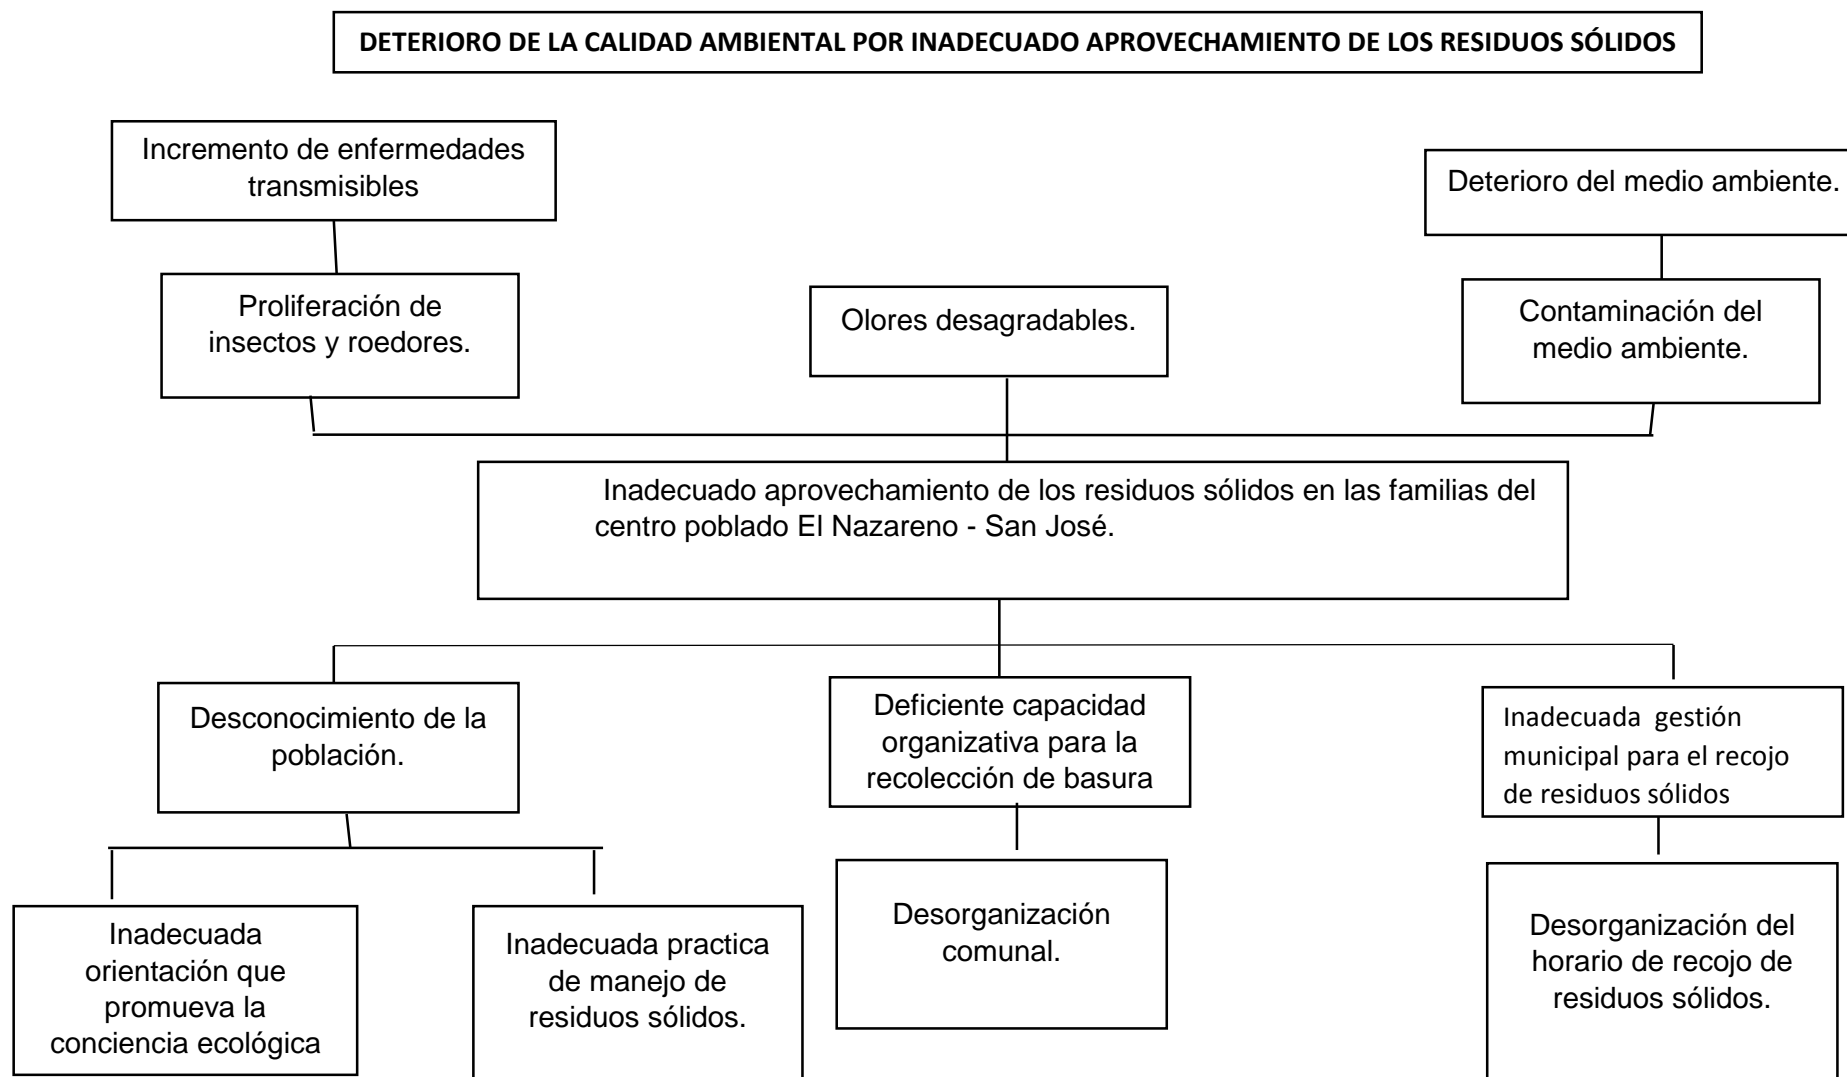 DETERIORO DE LA CALIDAD AMBIENTAL POR INADECUADO APROVECHAMIENTO DE LOS RESIDUOS SÓLIDOS
Incremento de enfermedades
transmisibles
Deterioro del medio ambiente.
Proliferación de
insectos y roedores.
Olores desagradables.
Contaminación del
medio ambiente.
Inadecuado aprovechamiento de los residuos sólidos en las familias del
centro poblado El Nazareno - San José.
Desconocimiento de la
población.
Deficiente capacidad
organizativa para la
recolección de basura
Inadecuada gestión
municipal para el recojo
de residuos sólidos
Inadecuada
orientación que
promueva la
conciencia ecológica
Inadecuada practica
de manejo de
residuos sólidos.
Desorganización
comunal.
Desorganización del
horario de recojo de
residuos sólidos.